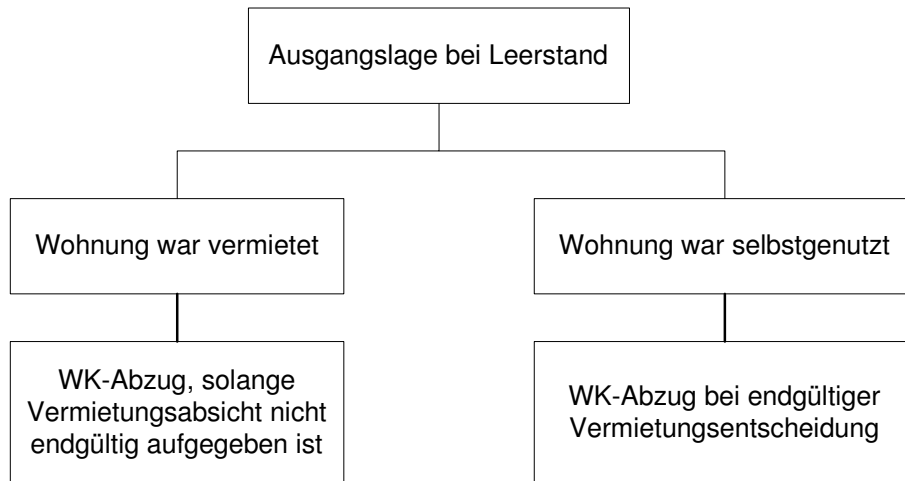 Ausgangslage bei Leerstand
Wohnung war vermietet
Wohnung war selbstgenutzt
WK-Abzug, solange
Vermietungsabsicht nicht
endgültig aufgegeben ist
WK-Abzug bei endgültiger
Vermietungsentscheidung